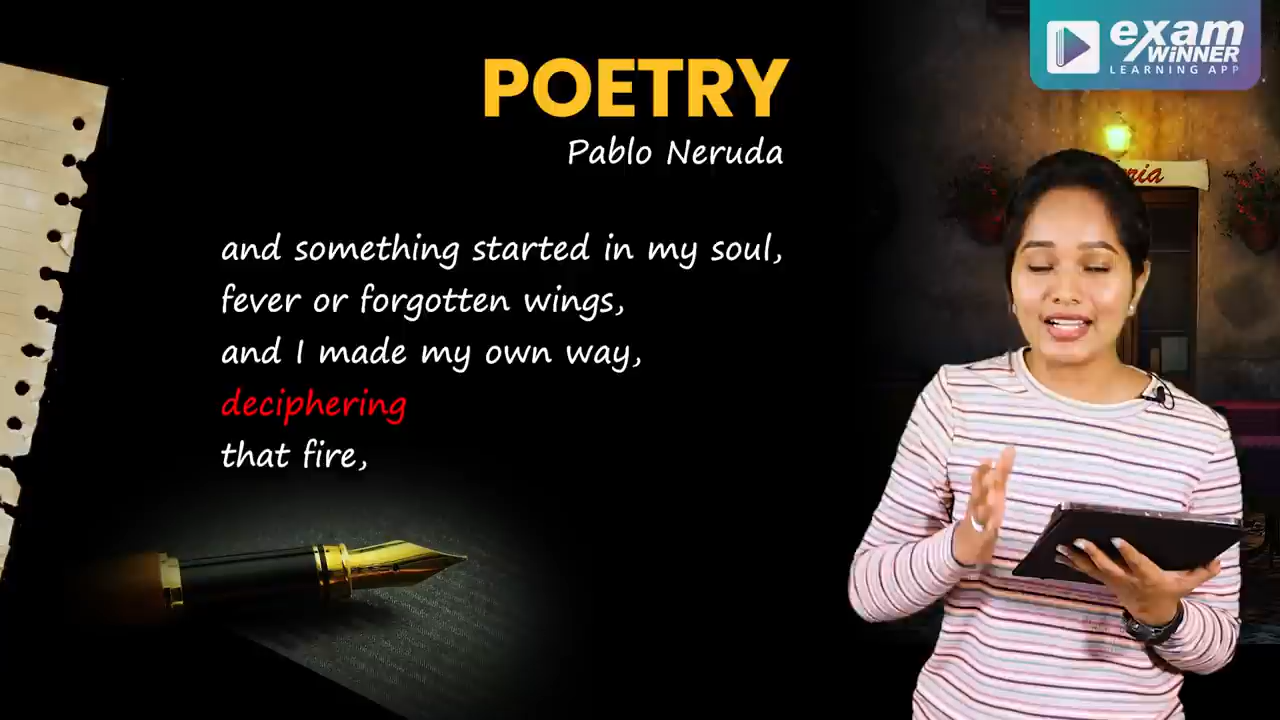 exam
WiNNER
LEARNING APP
POETRY
Pablo Neruda
and something started in my soul,
fever or forgotten wings,
and I made my own way,
deciphering
that fire,